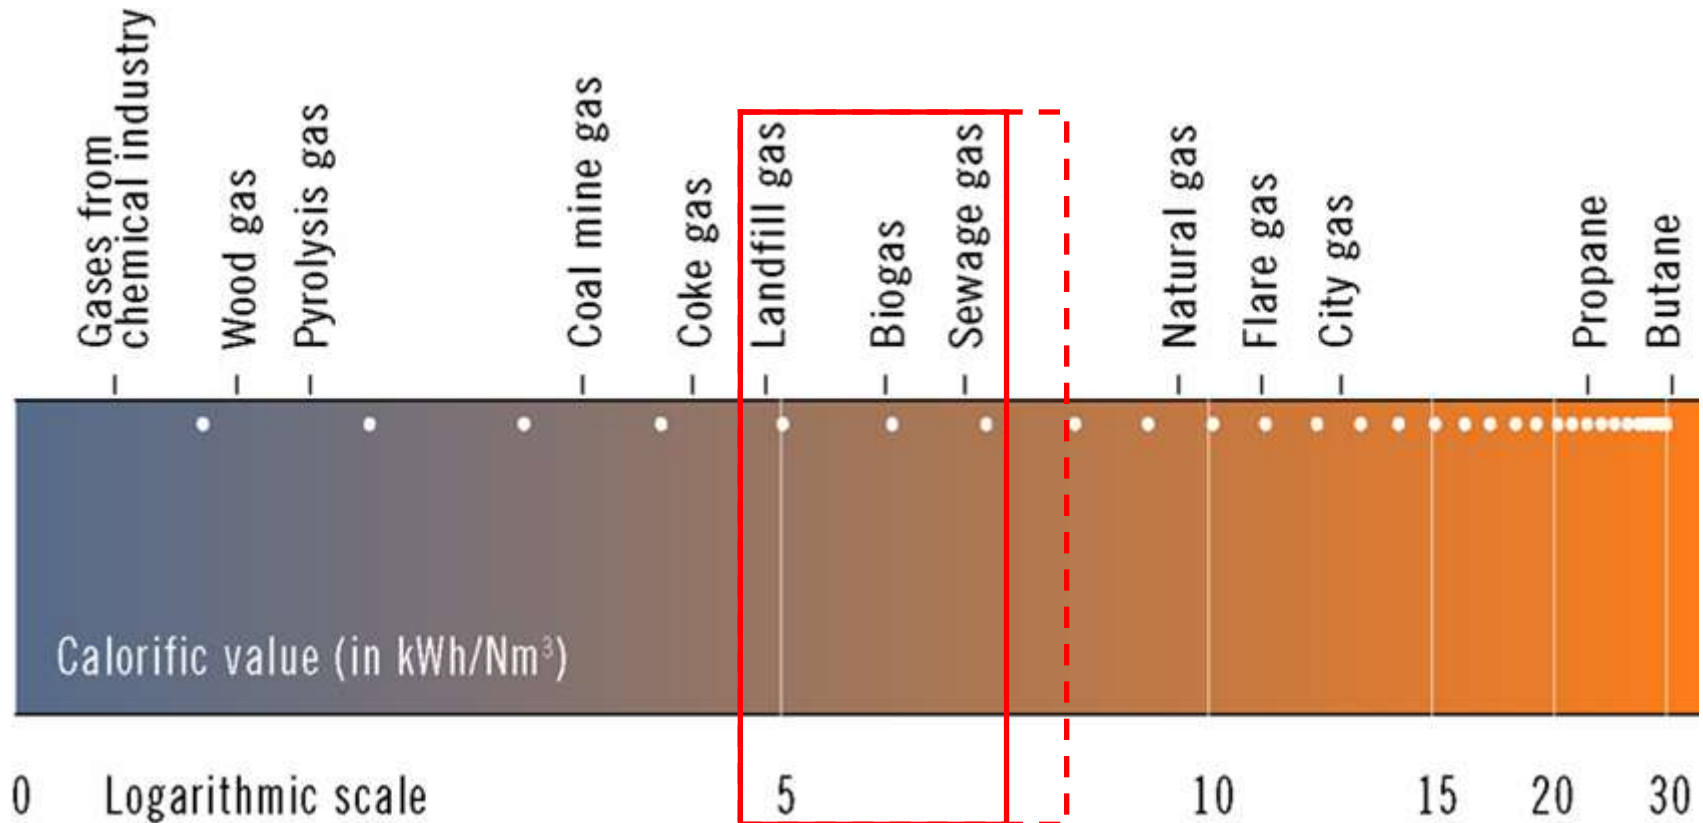 Gases from
chemical industry
Wood gas
Pyrolysis gas
Coal mine gas
Coke gas
Landfill gas
Biogas
Sewage gas
Natural gas
Flare gas
City gas
Propane
Butane
Calorific value (in kWh/Nm³)
0 Logarithmic scale 5 10 15 20 30